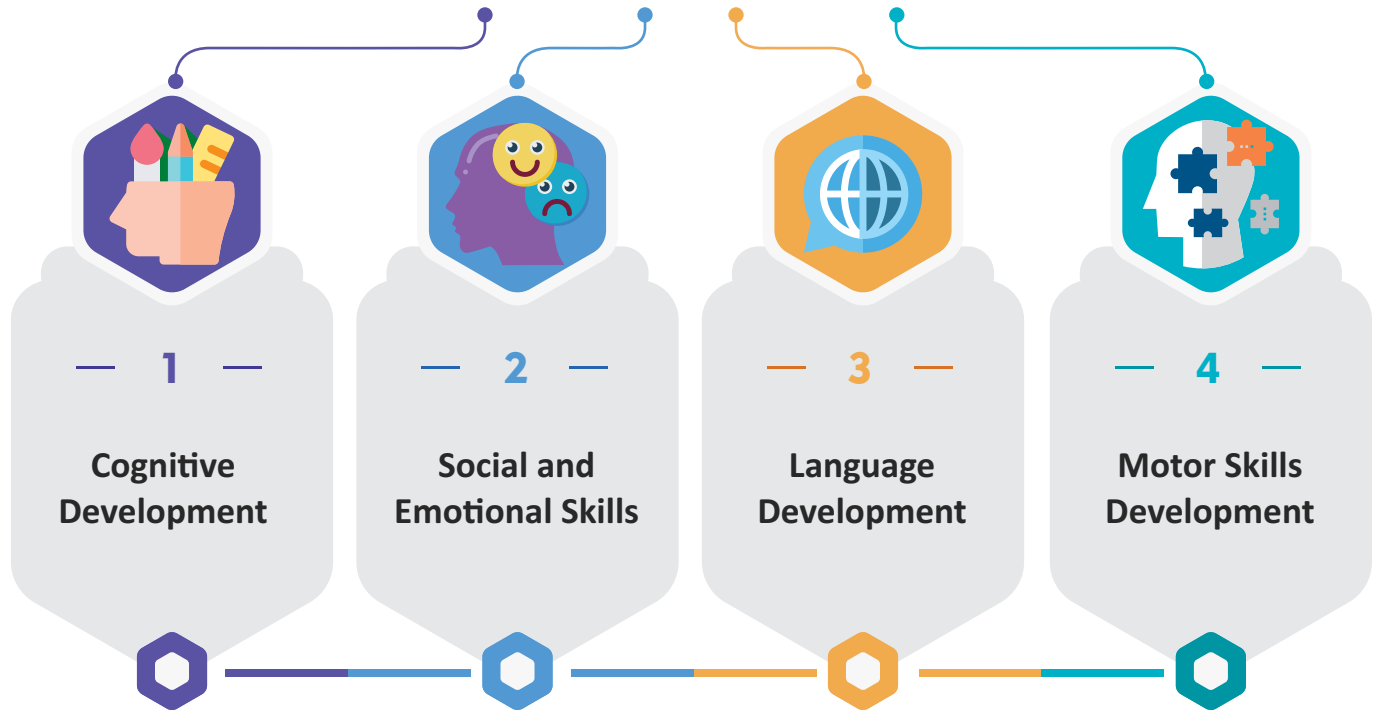 1
Cognitive
Development
2
Social and
Emotional Skills
3
Language
Development
4
Motor Skills
Development